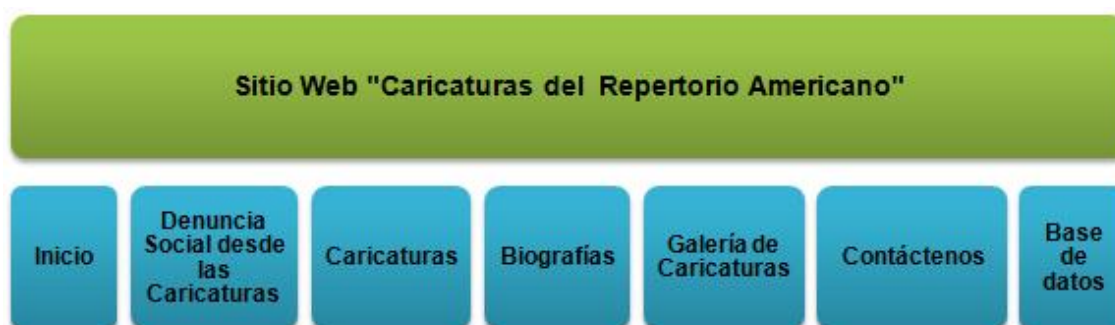 Sitio Web "Caricaturas del Repertorio Americano"
Inicio
Denuncia
Social desde
las
Caricaturas
Caricaturas
Biografías
Galería de
Caricaturas
Contáctenos
Base
de
datos